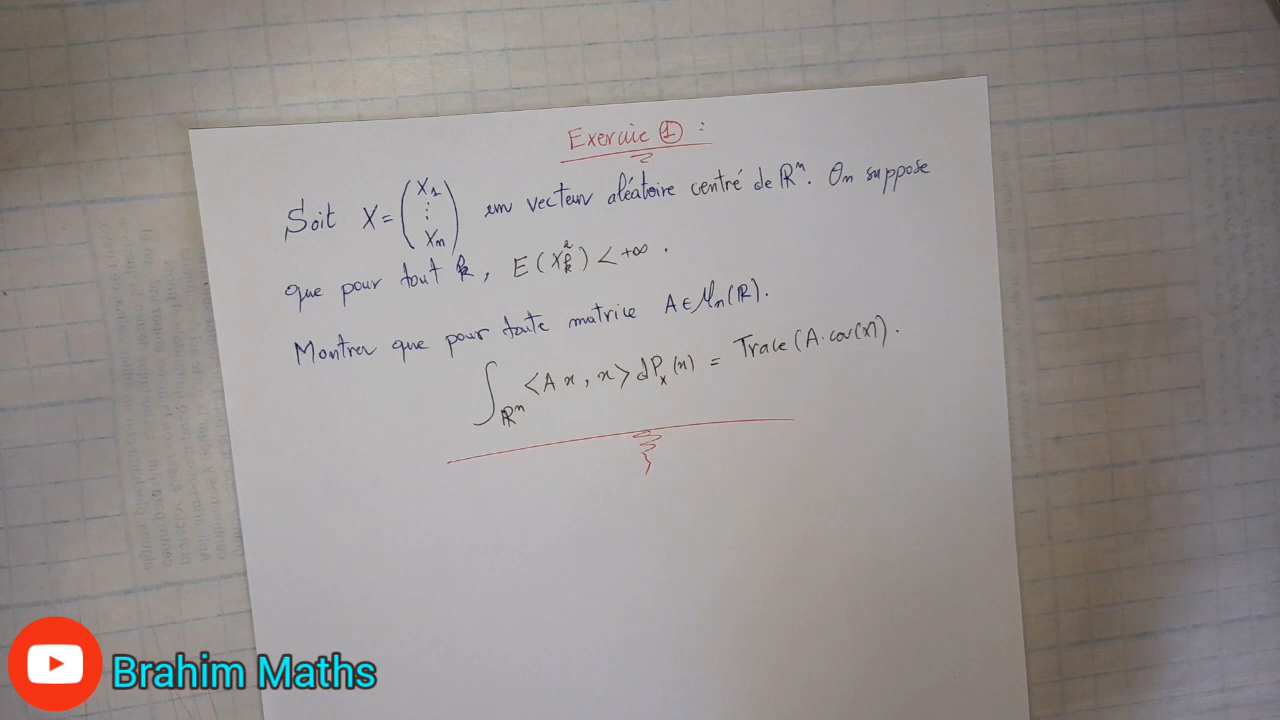 Exercice ① :
Soit X = (X₁ ⋮ Xₙ) un vecteur aléatoire centré de ℝⁿ. On suppose
que pour tout k, E(X²ₖ) < +∞.
Montrer que pour toute matrice A ∈ Mₙ(ℝ).
∫_ℝⁿ <Ax, x> dPₓ(x) = Trace(A.cov(X)).
Brahim Maths